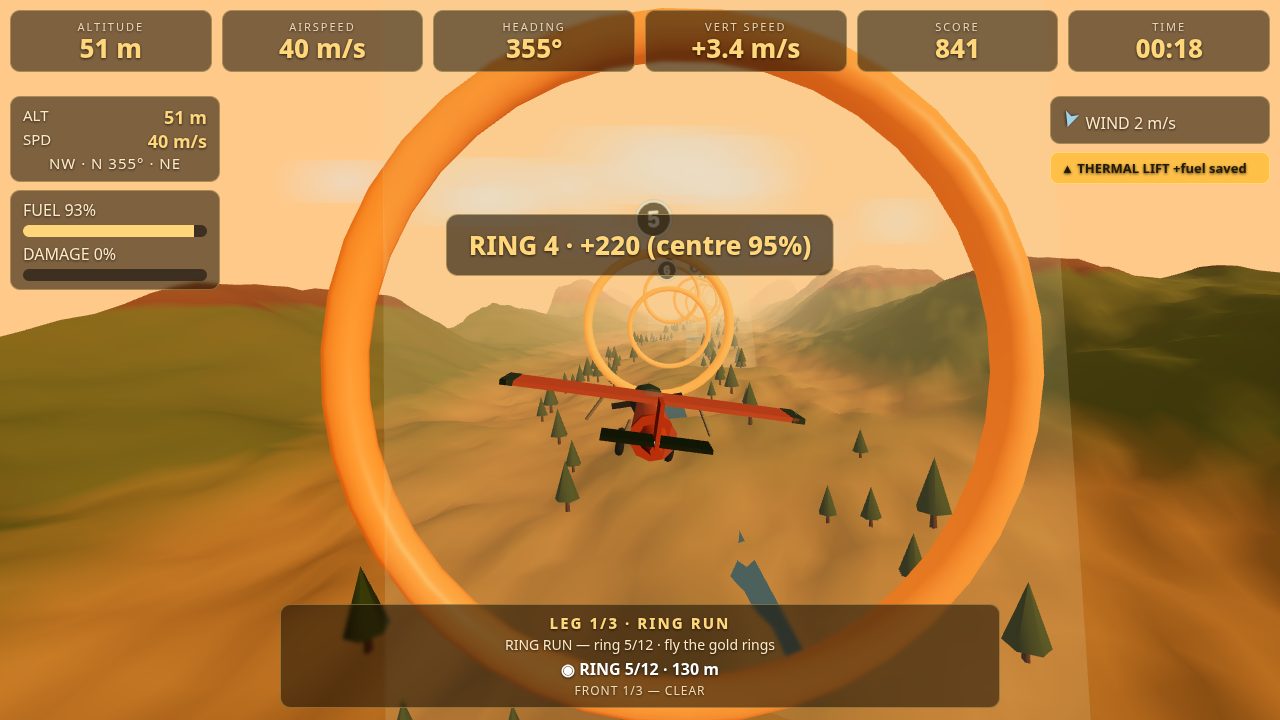 ALTITUDE
51 m
AIRSPEED
40 m/s
HEADING
355°
VERT SPEED
+3.4 m/s
SCORE
841
TIME
00:18
ALT 51 m
SPD 40 m/s
NW · N 355° · NE
FUEL 93%
DAMAGE 0%
WIND 2 m/s
▲ THERMAL LIFT +fuel saved
5
RING 4 · +220 (centre 95%)
6
LEG 1/3 · RING RUN
RING RUN — ring 5/12 · fly the gold rings
◉ RING 5/12 · 130 m
FRONT 1/3 — CLEAR